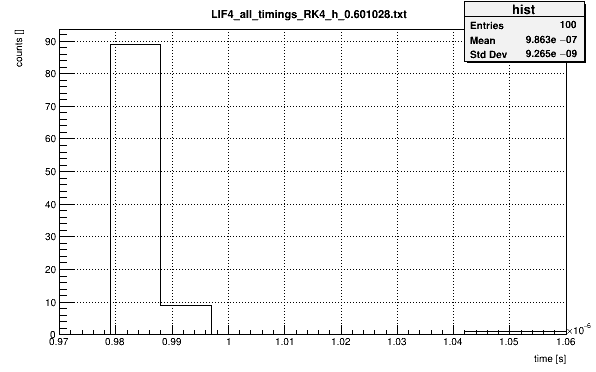 LIF4_all_timings_RK4_h_0.601028.txt
hist
Entries 100
Mean 9.863e −07
Std Dev 9.265e −09
counts []
90
80
70
60
50
40
30
20
10
0
0.97 0.98 0.99 1 1.01 1.02 1.03 1.04 1.05 1.06
×10⁻⁶
time [s]